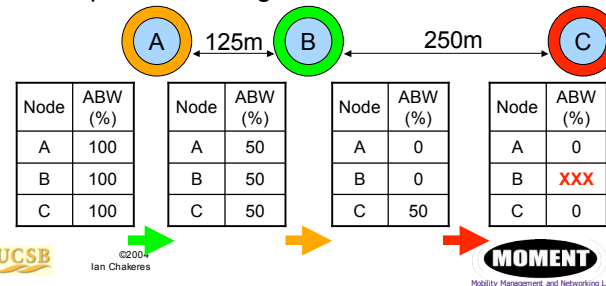 A 125m B 250m C
Node ABW (%)
A 100
B 100
C 100
Node ABW (%)
A 50
B 50
C 50
Node ABW (%)
A 0
B 0
C 50
Node ABW (%)
A 0
B XXX
C 0
UCSB
©2004
Ian Chakeres
MOMENT
Mobility Management and Networking L